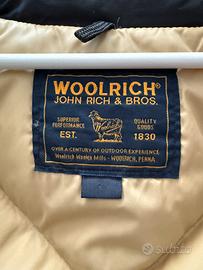 WOOLRICH®
JOHN RICH & BROS.
SUPERIOR
PERFORMANCE
QUALITY
GOODS
EST.
1830
OVER A CENTURY OF OUTDOOR EXPERIENCE
Woolrich Woolen Mills - WOOLRICH, PENNA
subito